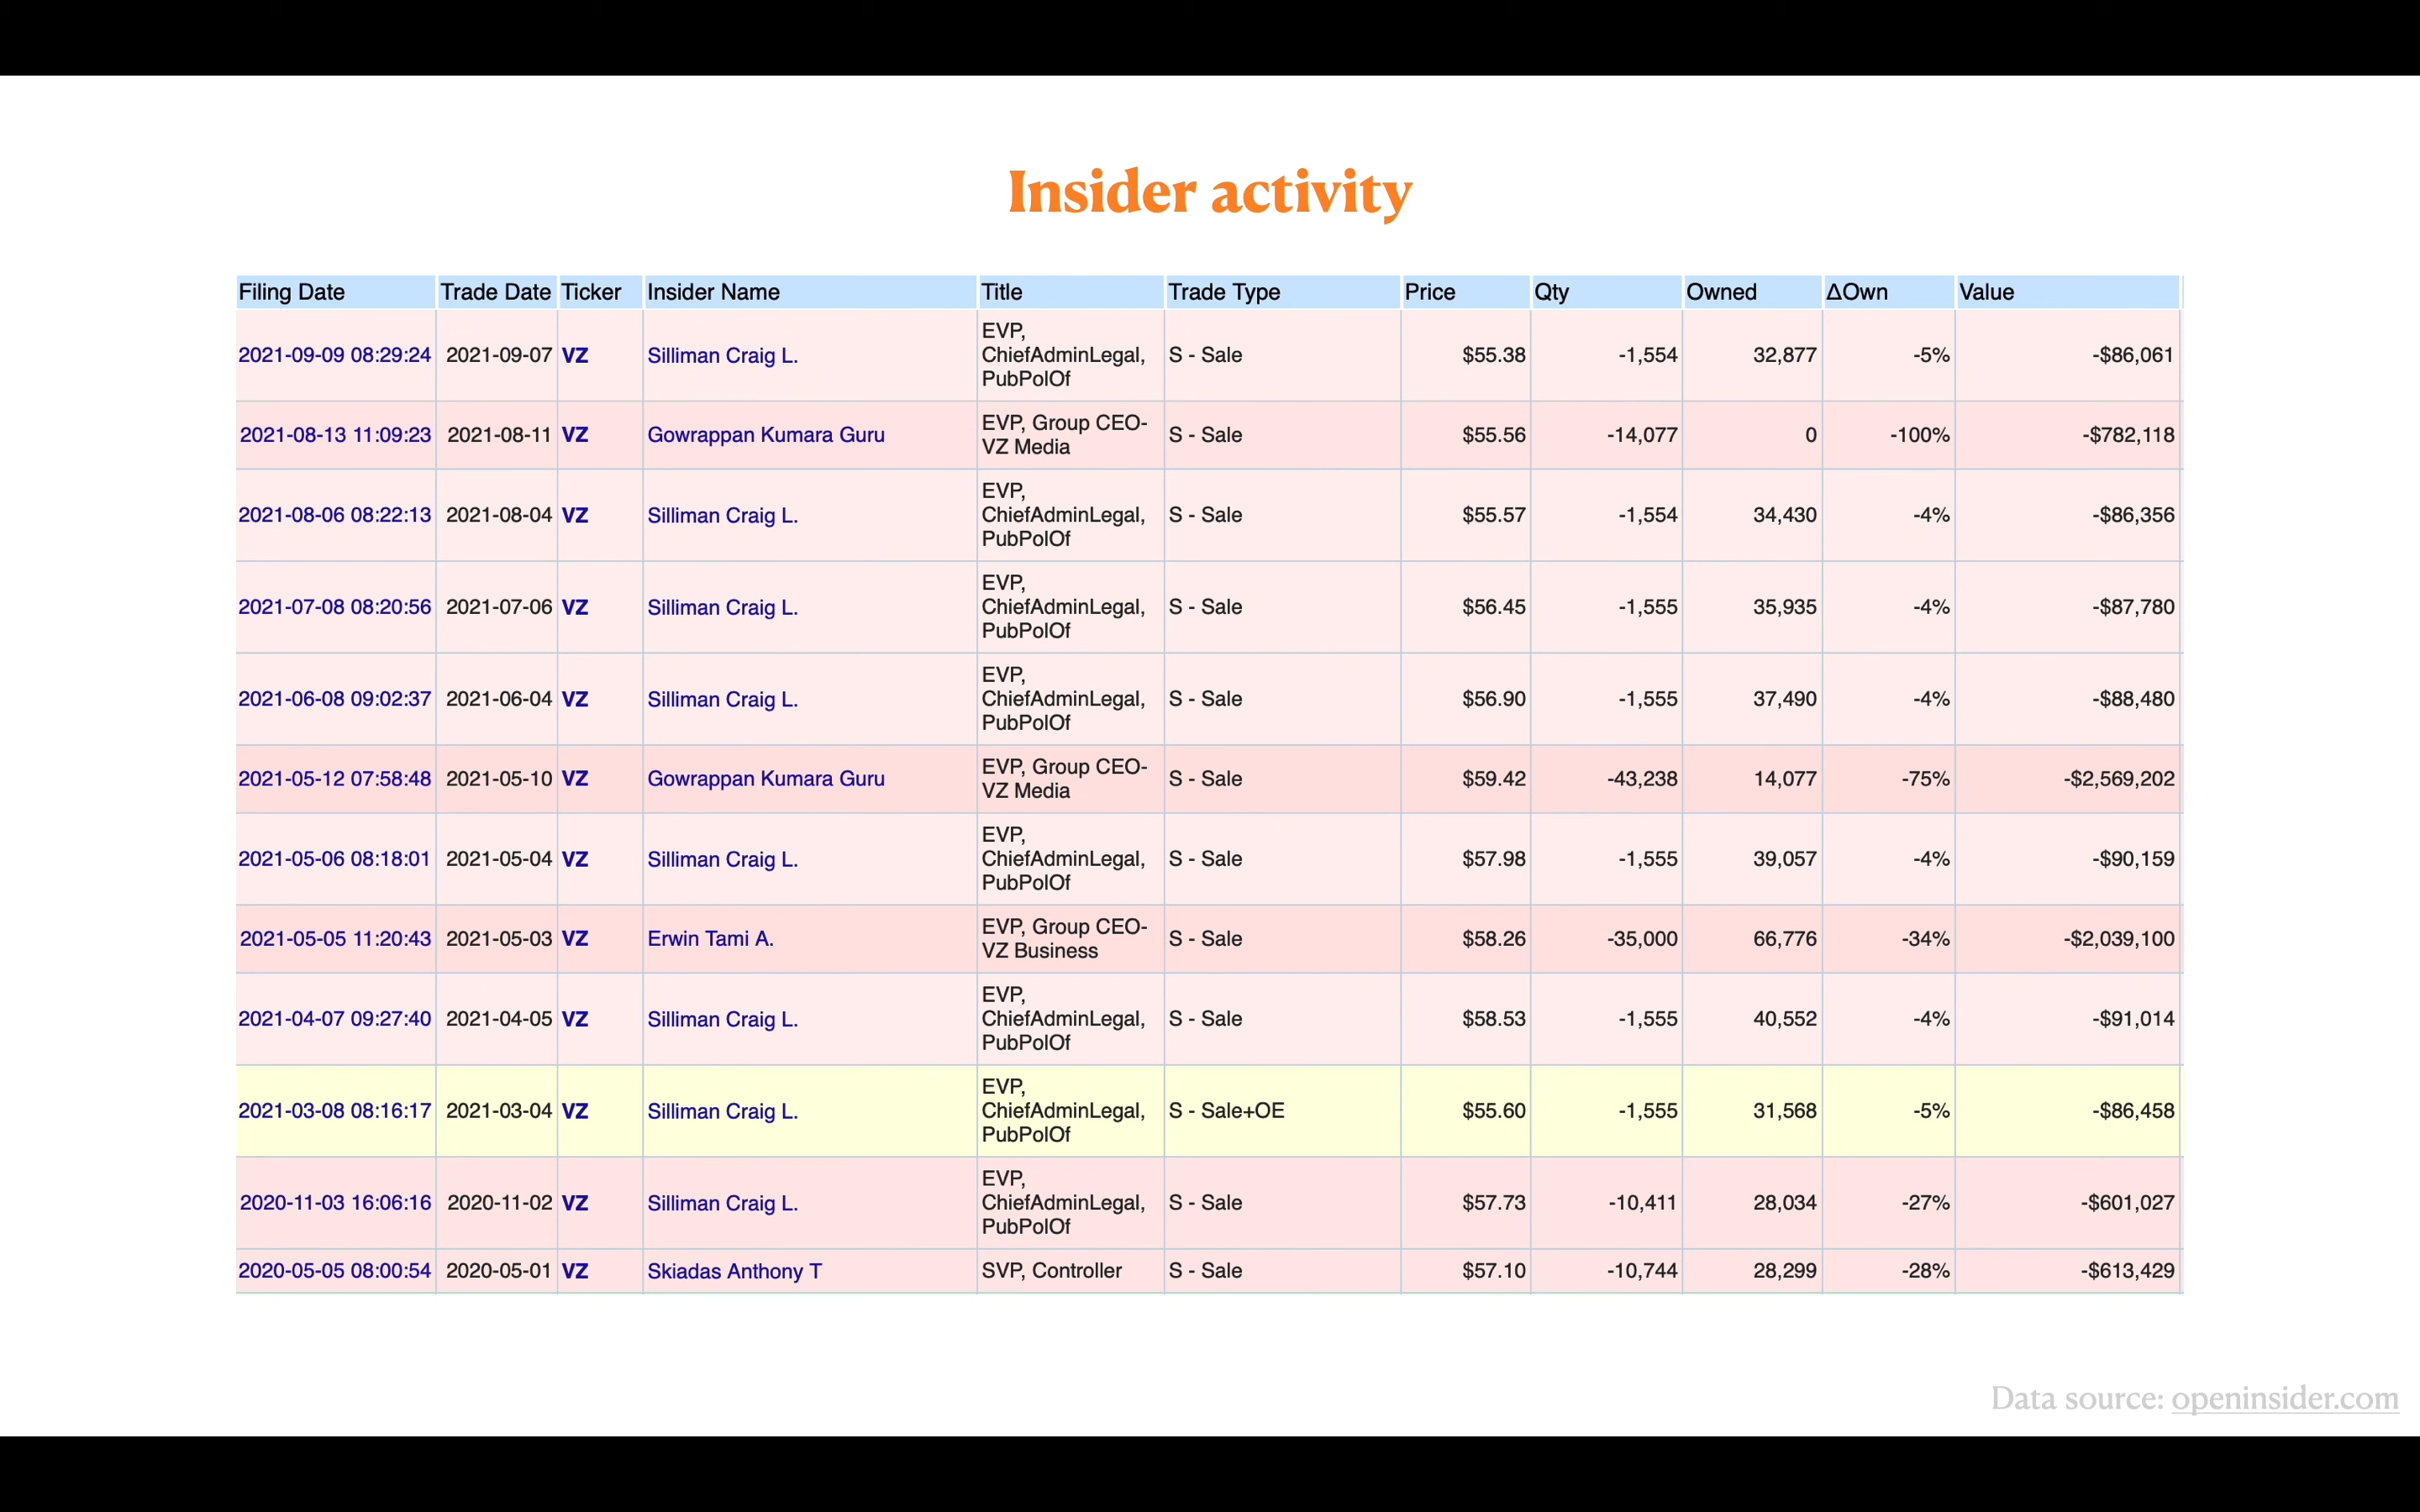 Insider activity
Filing Date Trade Date Ticker Insider Name Title Trade Type Price Qty Owned ΔOwn Value
2021-09-09 08:29:24 2021-09-07 VZ Silliman Craig L. EVP, ChiefAdminLegal, PubPolOf S - Sale $55.38 -1,554 32,877 -5% -$86,061
2021-08-13 11:09:23 2021-08-11 VZ Gowrappan Kumara Guru EVP, Group CEO-VZ Media S - Sale $55.56 -14,077 0 -100% -$782,118
2021-08-06 08:22:13 2021-08-04 VZ Silliman Craig L. EVP, ChiefAdminLegal, PubPolOf S - Sale $55.57 -1,554 34,430 -4% -$86,356
2021-07-08 08:20:56 2021-07-06 VZ Silliman Craig L. EVP, ChiefAdminLegal, PubPolOf S - Sale $56.45 -1,555 35,935 -4% -$87,780
2021-06-08 09:02:37 2021-06-04 VZ Silliman Craig L. EVP, ChiefAdminLegal, PubPolOf S - Sale $56.90 -1,555 37,490 -4% -$88,480
2021-05-12 07:58:48 2021-05-10 VZ Gowrappan Kumara Guru EVP, Group CEO-VZ Media S - Sale $59.42 -43,238 14,077 -75% -$2,569,202
2021-05-06 08:18:01 2021-05-04 VZ Silliman Craig L. EVP, ChiefAdminLegal, PubPolOf S - Sale $57.98 -1,555 39,057 -4% -$90,159
2021-05-05 11:20:43 2021-05-03 VZ Erwin Tami A. EVP, Group CEO-VZ Business S - Sale $58.26 -35,000 66,776 -34% -$2,039,100
2021-04-07 09:27:40 2021-04-05 VZ Silliman Craig L. EVP, ChiefAdminLegal, PubPolOf S - Sale $58.53 -1,555 40,552 -4% -$91,014
2021-03-08 08:16:17 2021-03-04 VZ Silliman Craig L. EVP, ChiefAdminLegal, PubPolOf S - Sale+OE $55.60 -1,555 31,568 -5% -$86,458
2020-11-03 16:06:16 2020-11-02 VZ Silliman Craig L. EVP, ChiefAdminLegal, PubPolOf S - Sale $57.73 -10,411 28,034 -27% -$601,027
2020-05-05 08:00:54 2020-05-01 VZ Skiadas Anthony T SVP, Controller S - Sale $57.10 -10,744 28,299 -28% -$613,429
Data source: openinsider.com